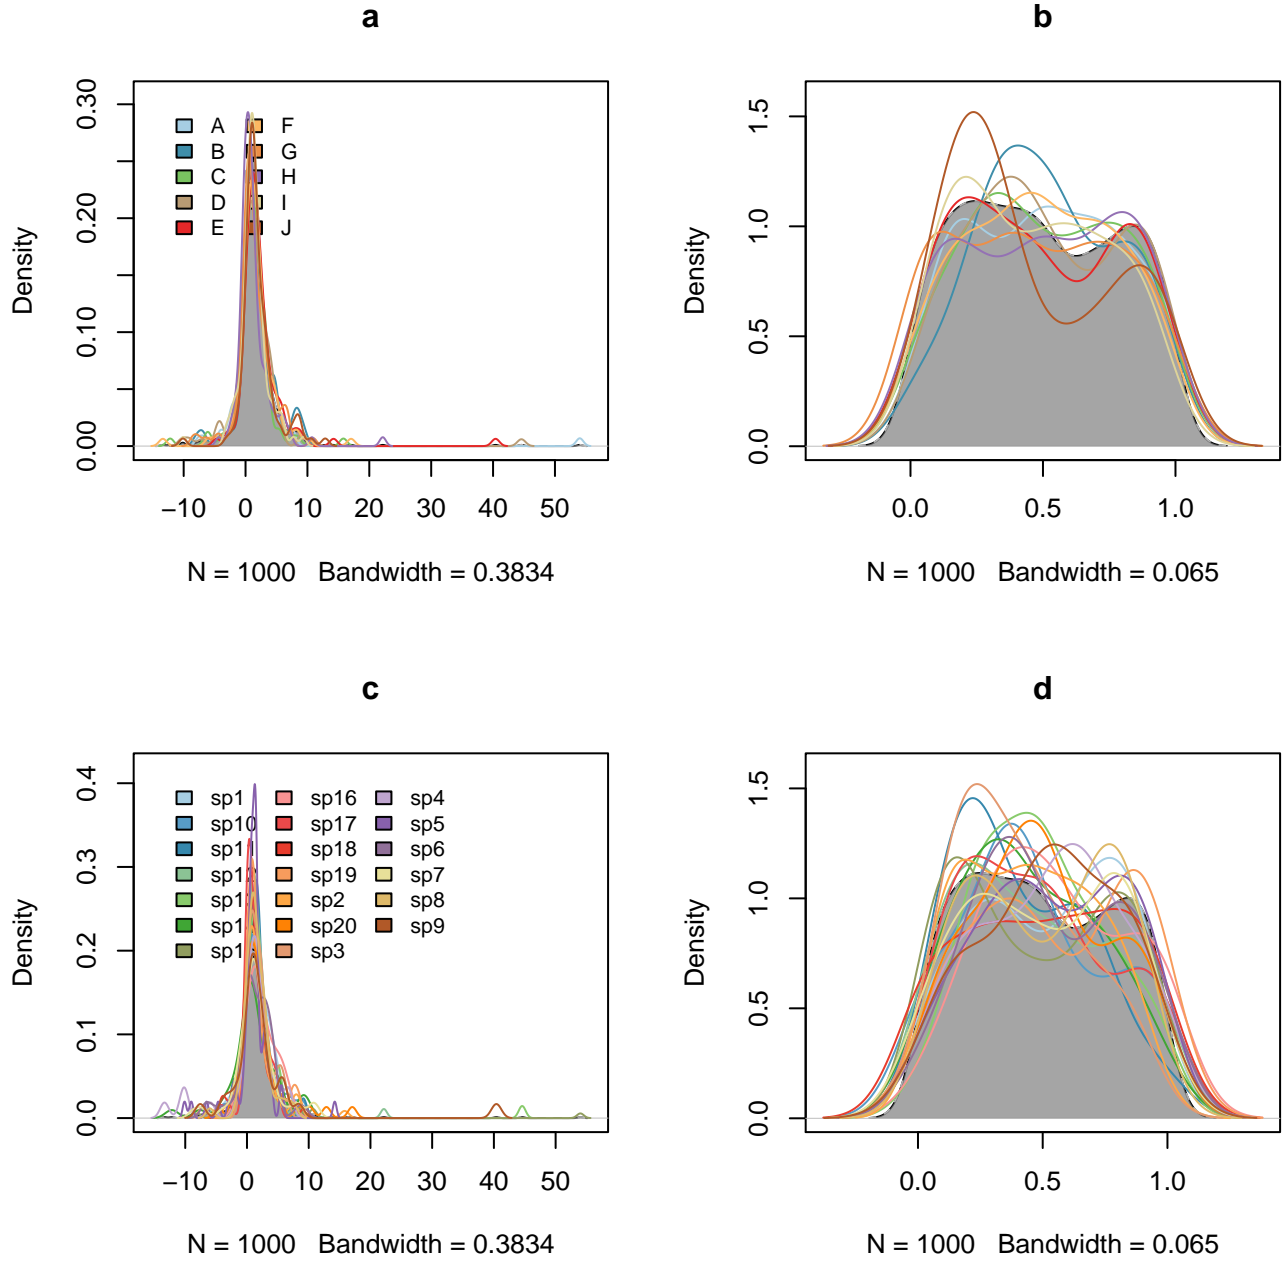 a
Density
0.00 0.10 0.20 0.30
A F
B G
C H
D I
E J
−10 0 10 20 30 40 50
N = 1000 Bandwidth = 0.3834
b
Density
0.0 0.5 1.0 1.5
0.0 0.5 1.0
N = 1000 Bandwidth = 0.065
c
Density
0.0 0.1 0.2 0.3 0.4
sp1 sp16 sp4
sp10 sp17 sp5
sp1 sp18 sp6
sp1 sp19 sp7
sp1 sp2 sp8
sp1 sp20 sp9
sp1 sp3
−10 0 10 20 30 40 50
N = 1000 Bandwidth = 0.3834
d
Density
0.0 0.5 1.0 1.5
0.0 0.5 1.0
N = 1000 Bandwidth = 0.065